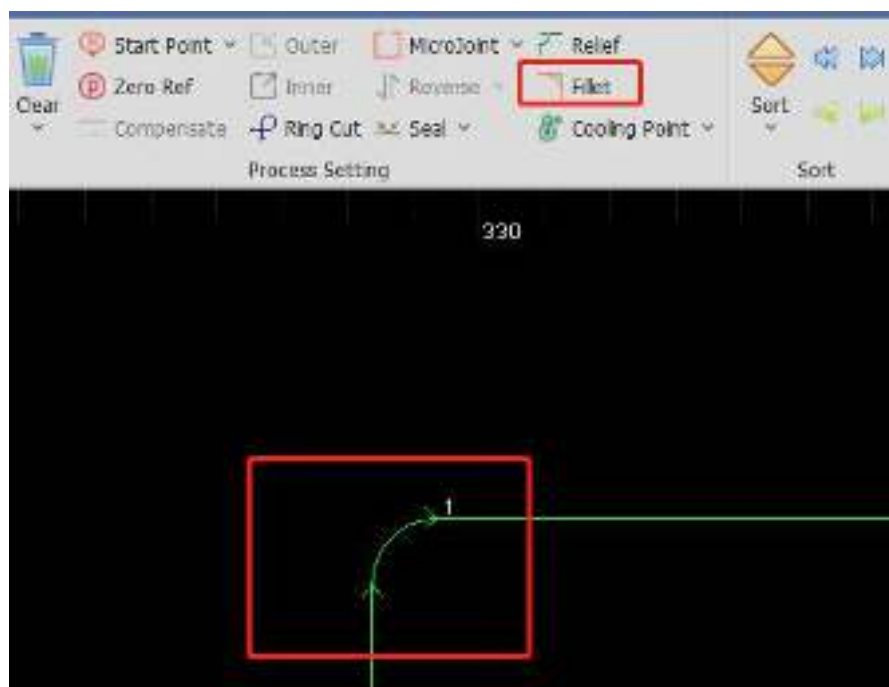 Start Point Outer MicroJoint Relief
Zero Ref Inner Reverse Fillet
Clear
Compensate Ring Cut Seal Cooling Point
Sort
Process Setting Sort
330
1